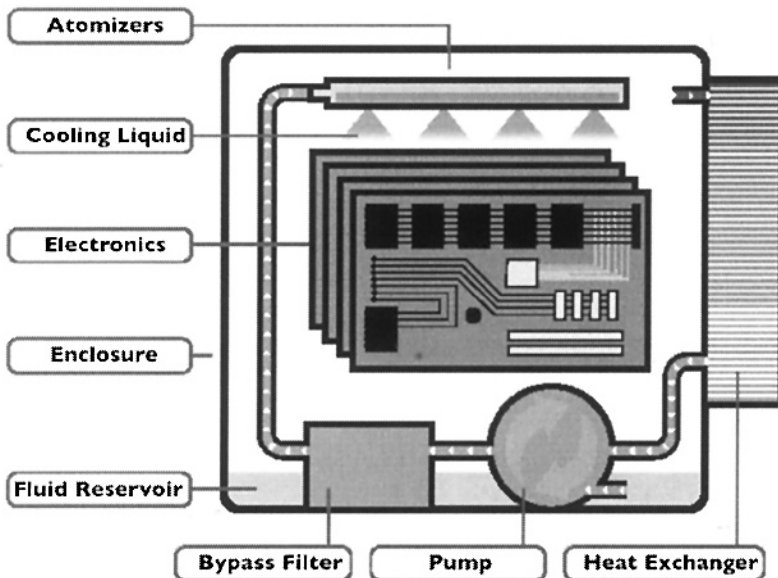 Atomizers
Cooling Liquid
Electronics
Enclosure
Fluid Reservoir
Bypass Filter
Pump
Heat Exchanger